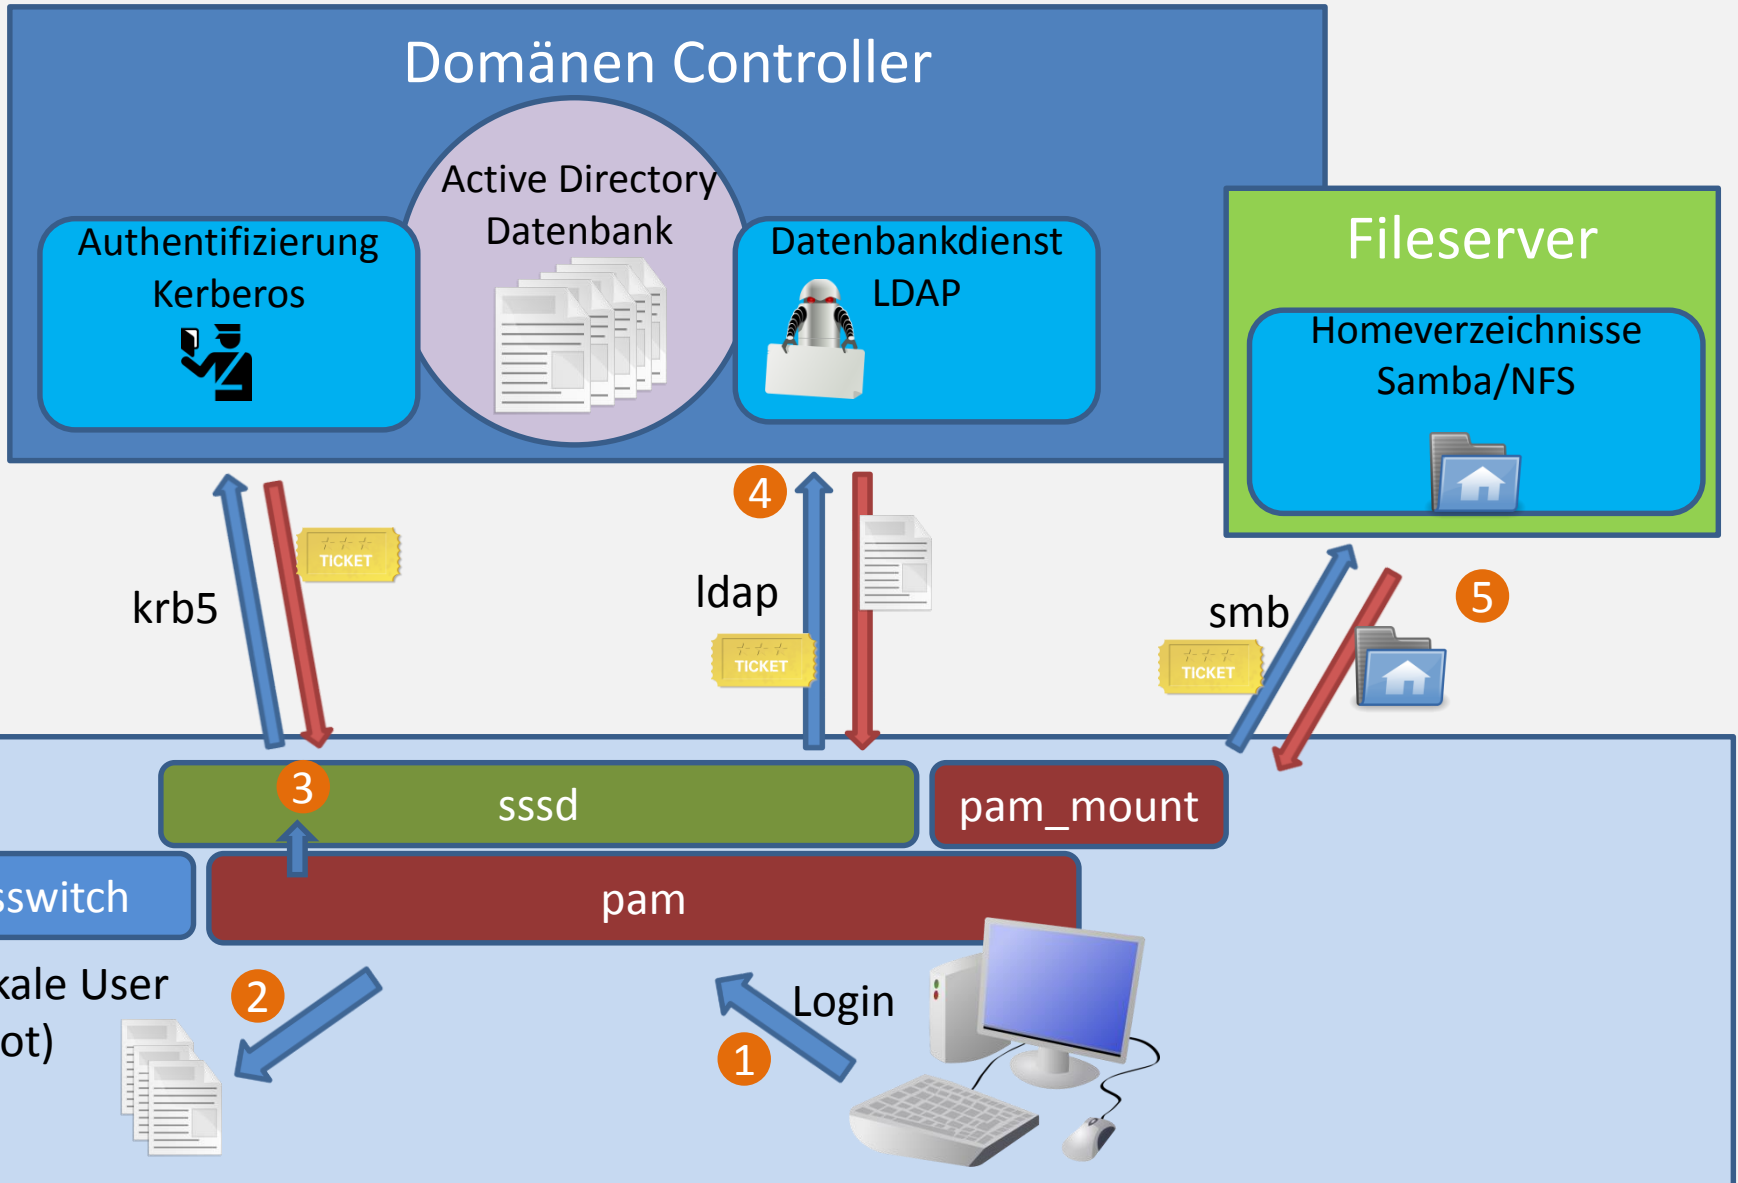 Domänen Controller
Active Directory
Datenbank
Authentifizierung
Kerberos
Datenbankdienst
LDAP
Fileserver
Homeverzeichnisse
Samba/NFS
4
TICKET
krb5
ldap
TICKET
5
smb
TICKET
3
sssd
pam_mount
sswitch
pam
kale User
ot)
2
Login
1